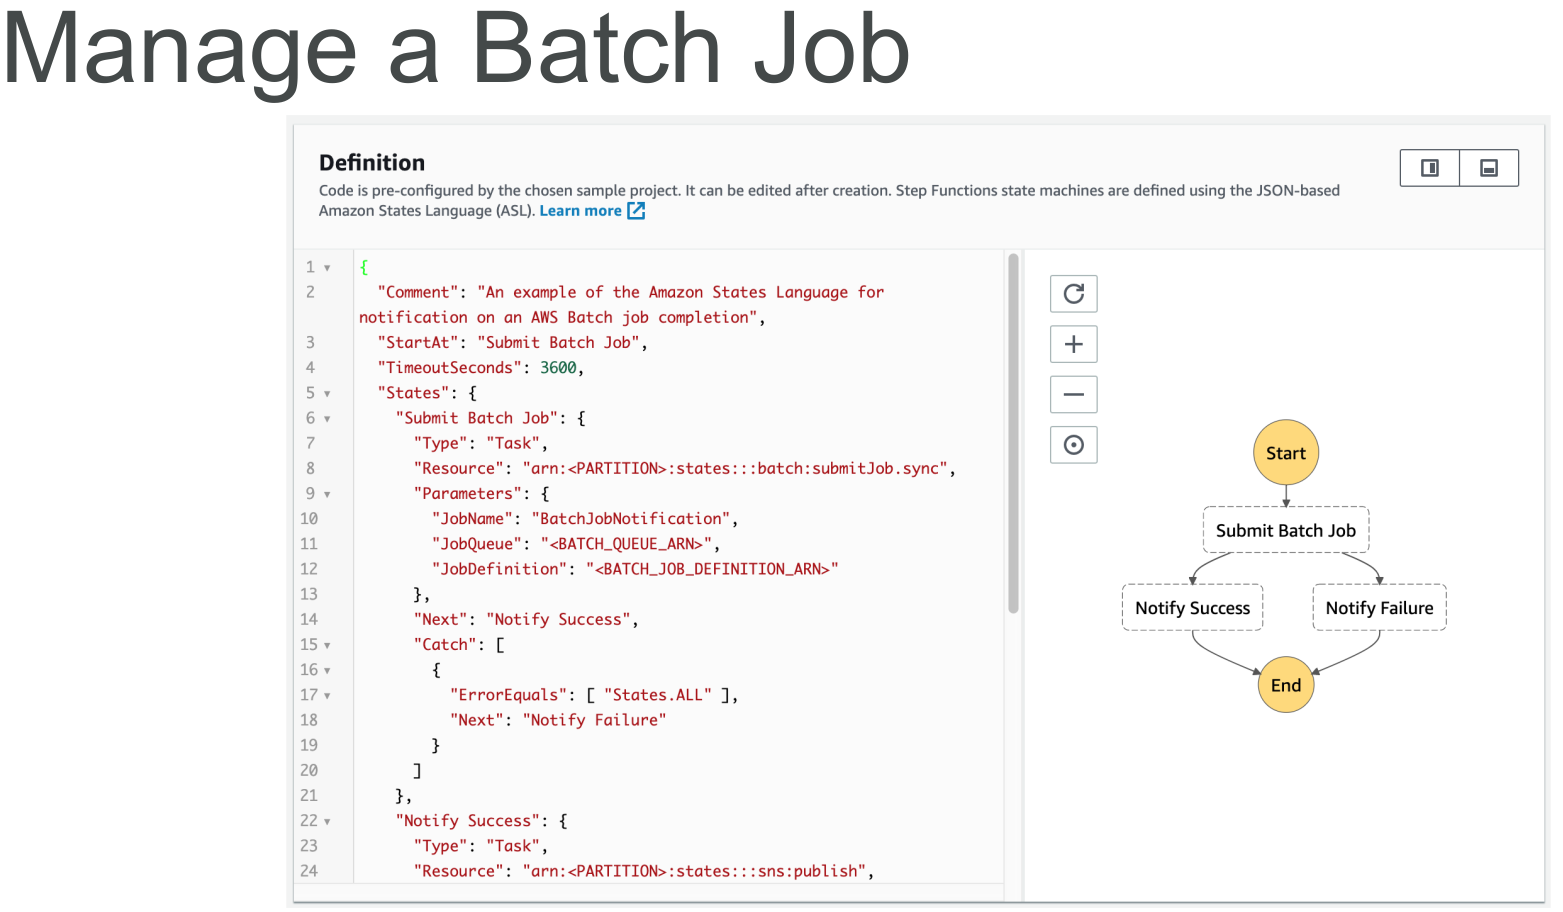 Manage a Batch Job
Definition
Code is pre-configured by the chosen sample project. It can be edited after creation. Step Functions state machines are defined using the JSON-based
Amazon States Language (ASL). Learn more
1 {
2 "Comment": "An example of the Amazon States Language for
notification on an AWS Batch job completion",
3 "StartAt": "Submit Batch Job",
4 "TimeoutSeconds": 3600,
5 "States": {
6 "Submit Batch Job": {
7 "Type": "Task",
8 "Resource": "arn:<PARTITION>:states:::batch:submitJob.sync",
9 "Parameters": {
10 "JobName": "BatchJobNotification",
11 "JobQueue": "<BATCH_QUEUE_ARN>",
12 "JobDefinition": "<BATCH_JOB_DEFINITION_ARN>"
13 },
14 "Next": "Notify Success",
15 "Catch": [
16 {
17 "ErrorEquals": [ "States.ALL" ],
18 "Next": "Notify Failure"
19 }
20 ]
21 },
22 "Notify Success": {
23 "Type": "Task",
24 "Resource": "arn:<PARTITION>:states:::sns:publish",
Start
Submit Batch Job
Notify Success
Notify Failure
End